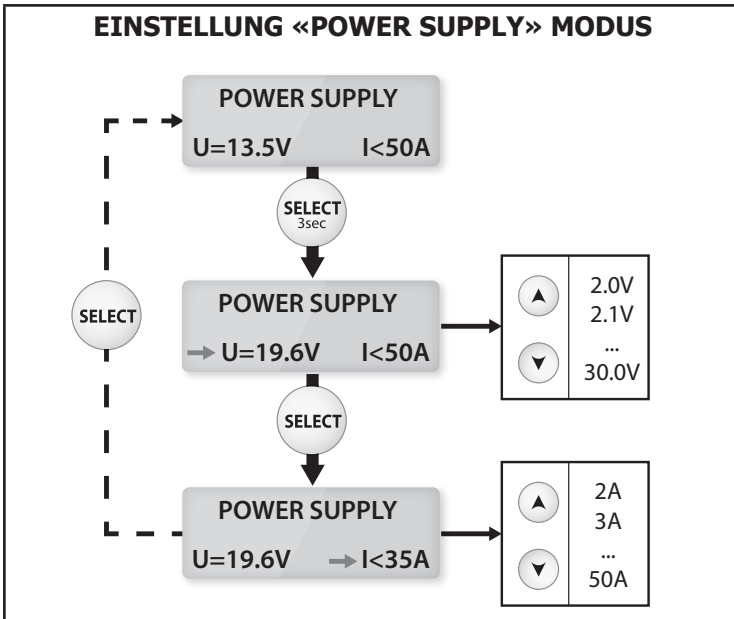 EINSTELLUNG «POWER SUPPLY» MODUS
POWER SUPPLY
U=13.5V I<50A
SELECT
3sec
POWER SUPPLY
→ U=19.6V I<50A
2.0V
2.1V
...
30.0V
SELECT
SELECT
POWER SUPPLY
U=19.6V → I<35A
2A
3A
...
50A